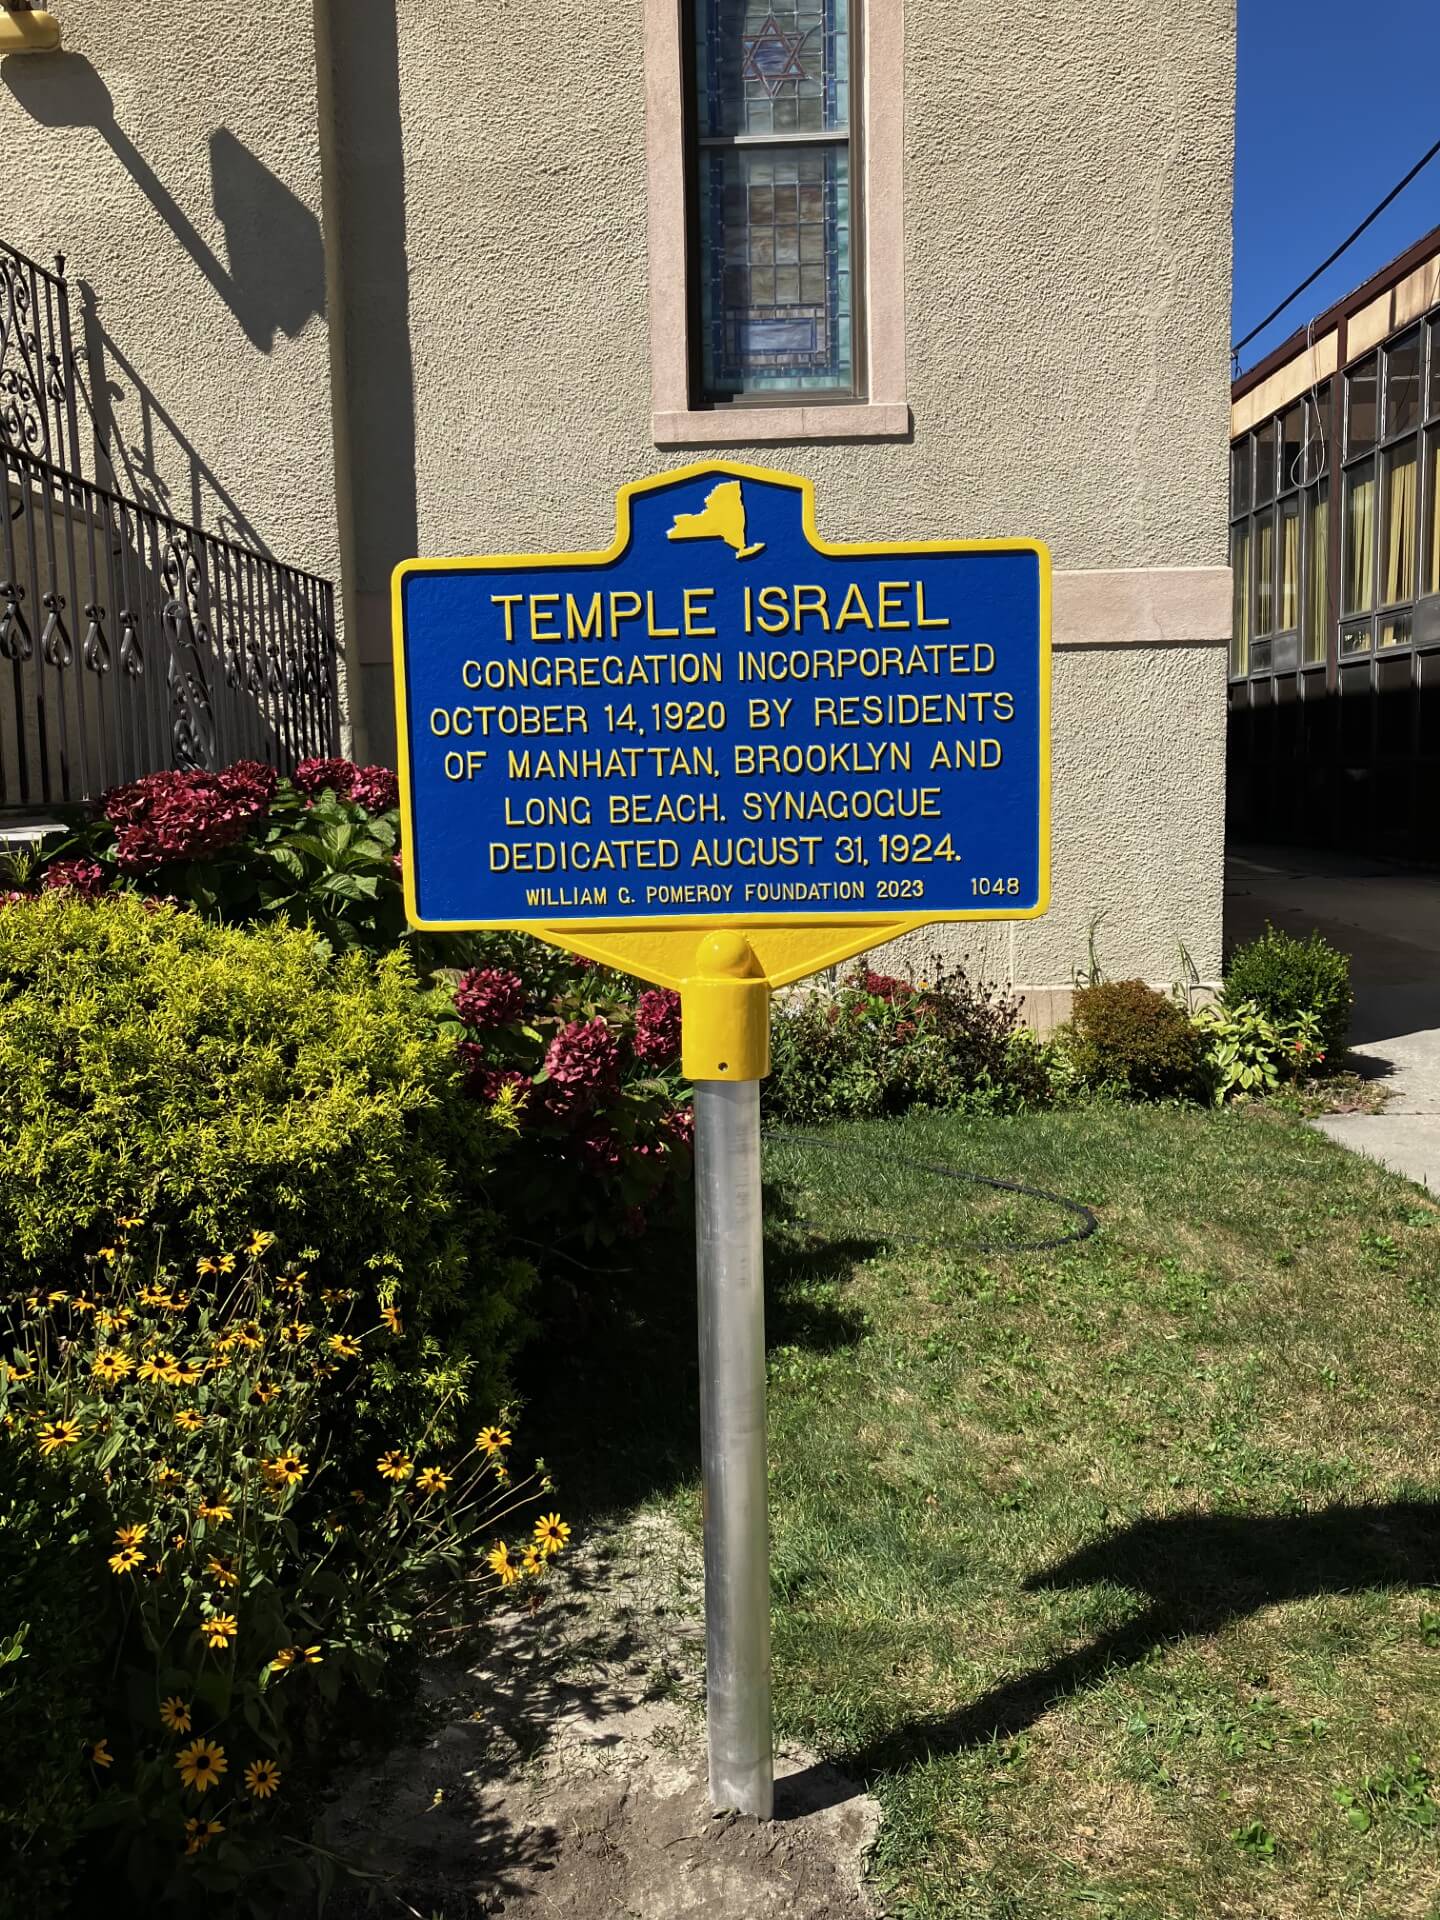 TEMPLE ISRAEL
CONGREGATION INCORPORATED
OCTOBER 14, 1920 BY RESIDENTS
OF MANHATTAN, BROOKLYN AND
LONG BEACH. SYNAGOGUE
DEDICATED AUGUST 31, 1924.
WILLIAM G. POMEROY FOUNDATION 2023 1048